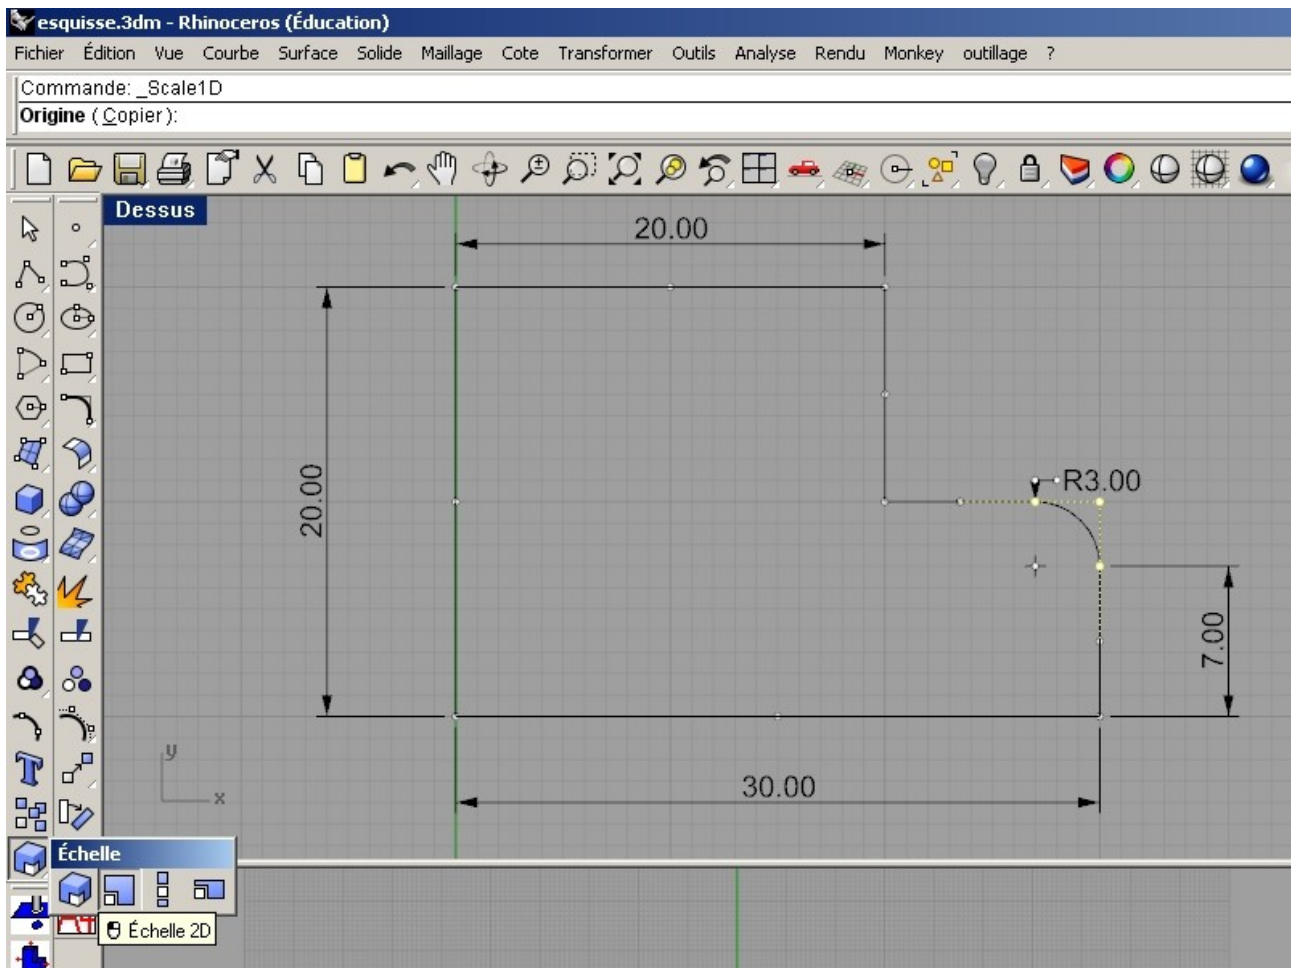 esquisse.3dm - Rhinoceros (Éducation)
Fichier Édition Vue Courbe Surface Solide Maillage Cote Transformer Outils Analyse Rendu Monkey outillage ?
Commande: _Scale1D
Origine ( Copier ):
Dessus
20.00
20.00
R3.00
7.00
30.00
y
x
Échelle
Échelle 2D